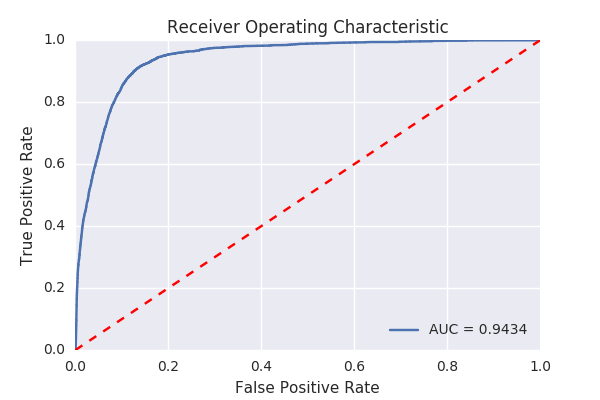 Receiver Operating Characteristic
1.0
0.8
0.6
0.4
0.2
0.0
True Positive Rate
AUC = 0.9434
0.0 0.2 0.4 0.6 0.8 1.0
False Positive Rate